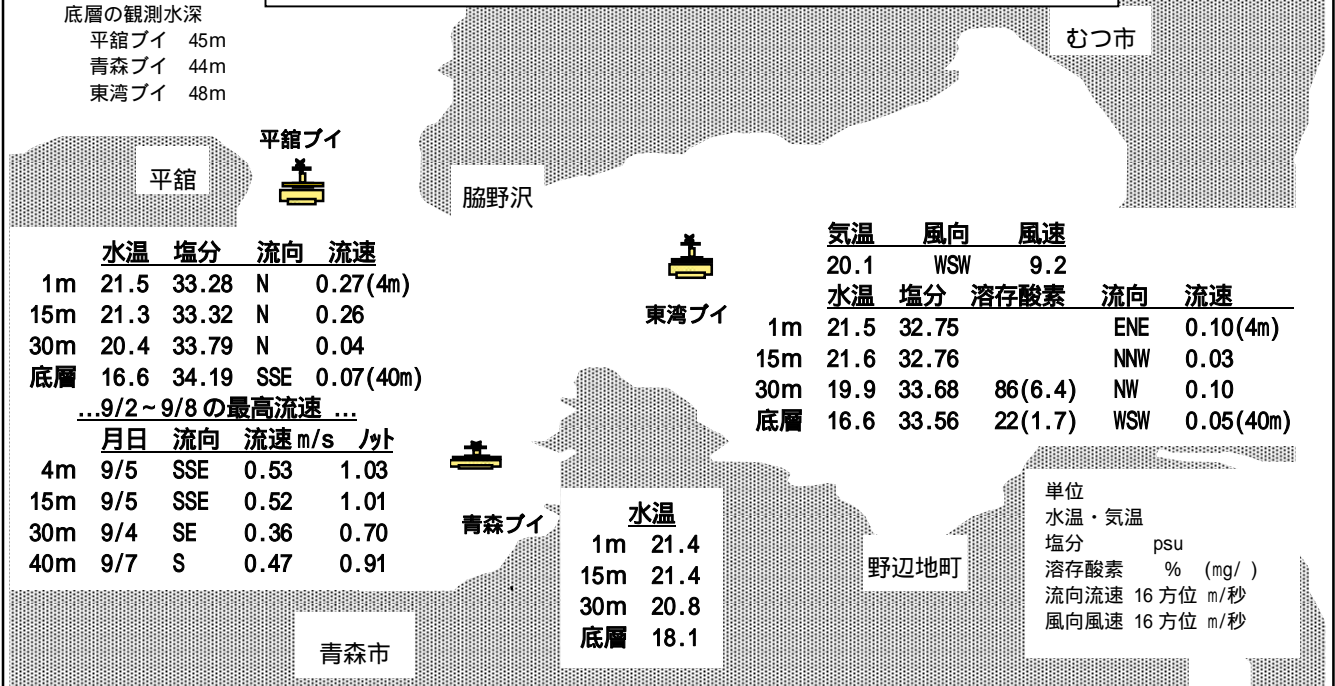 底層の観測水深
平舘ブイ 45m
青森ブイ 44m
東湾ブイ 48m
むつ市
平舘ブイ
平舘
脇野沢
水温 塩分 流向 流速
1m 21.5 33.28 N 0.27(4m)
15m 21.3 33.32 N 0.26
30m 20.4 33.79 N 0.04
底層 16.6 34.19 SSE 0.07(40m)
…9/2~9/8の最高流速 …
月日 流向 流速m/s ノット
4m 9/5 SSE 0.53 1.03
15m 9/5 SSE 0.52 1.01
30m 9/4 SE 0.36 0.70
40m 9/7 S 0.47 0.91
東湾ブイ
気温 風向 風速
20.1 WSW 9.2
水温 塩分 溶存酸素 流向 流速
1m 21.5 32.75 ENE 0.10(4m)
15m 21.6 32.76 NNW 0.03
30m 19.9 33.68 86(6.4) NW 0.10
底層 16.6 33.56 22(1.7) WSW 0.05(40m)
青森ブイ
水温
1m 21.4
15m 21.4
30m 20.8
底層 18.1
野辺地町
青森市
単位
水温・気温
塩分 psu
溶存酸素 % (mg/ )
流向流速 16方位 m/秒
風向風速 16方位 m/秒